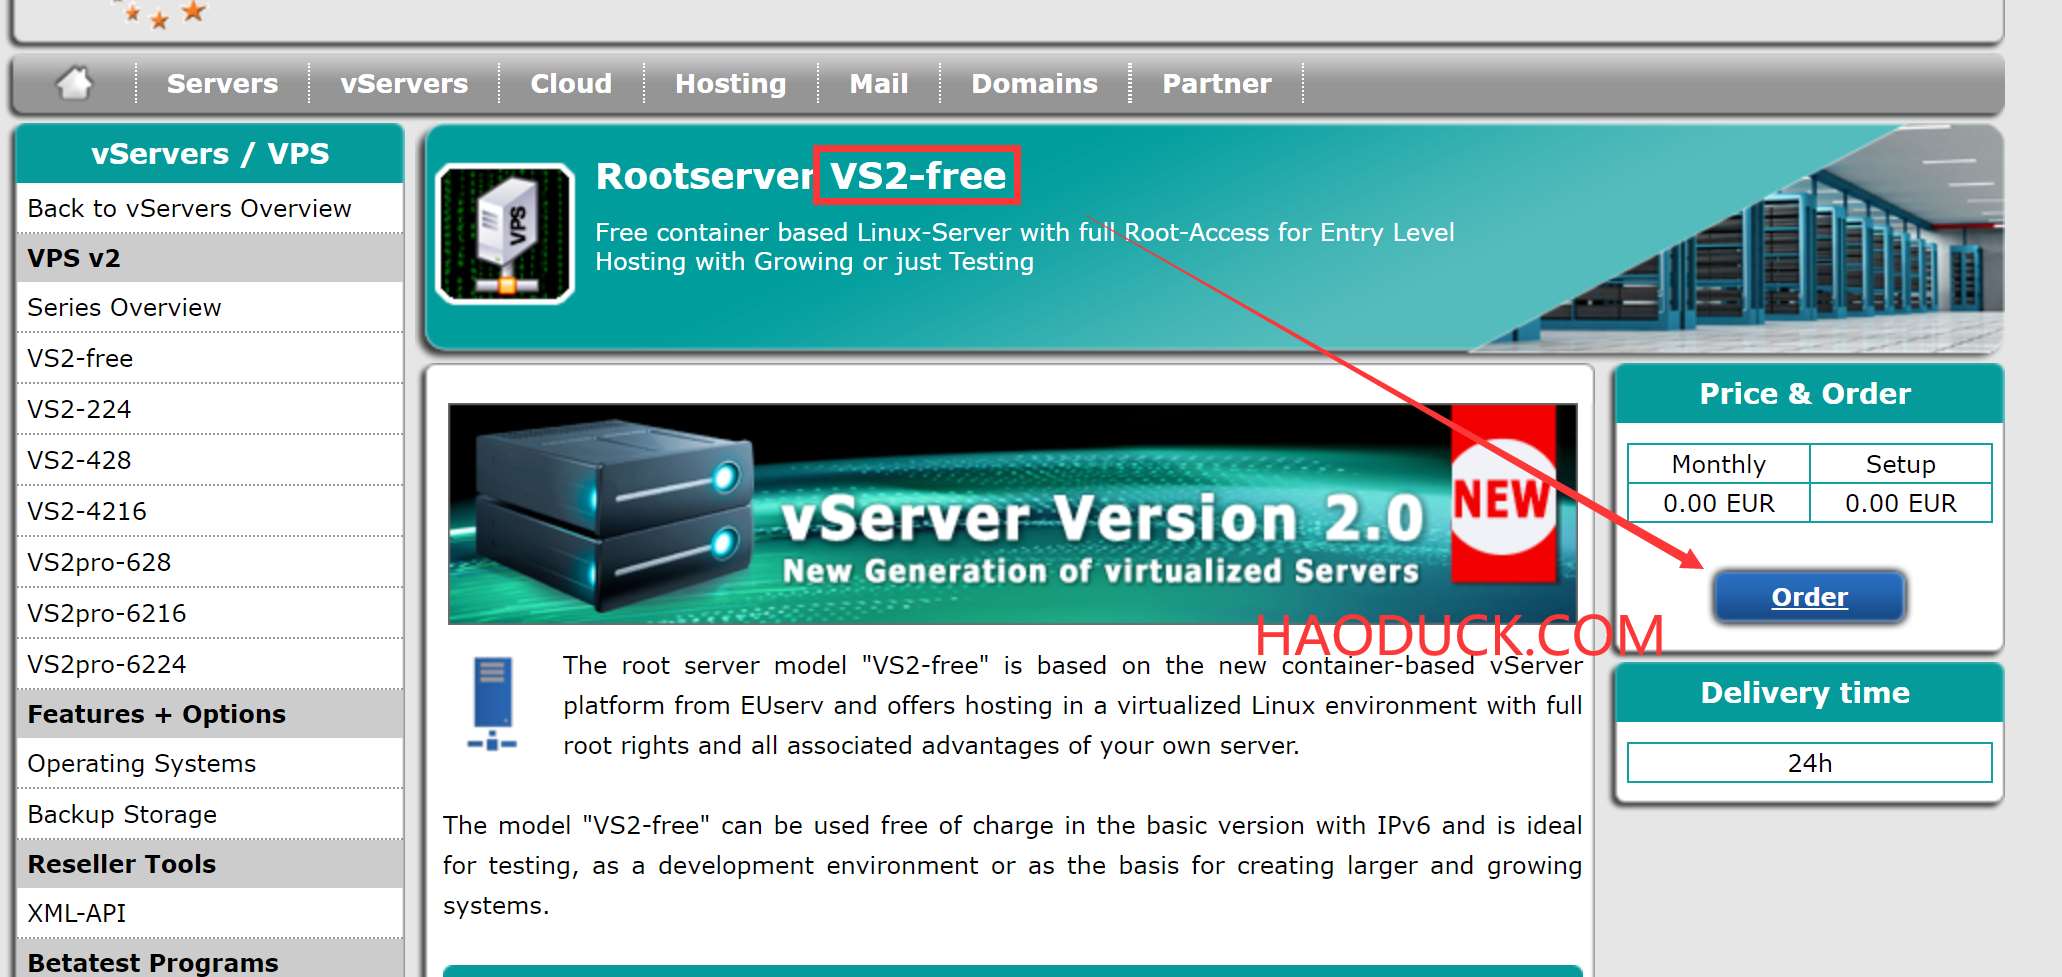 Servers
vServers
Cloud
Hosting
Mail
Domains
Partner
vServers / VPS
Back to vServers Overview
VPS v2
Series Overview
VS2-free
VS2-224
VS2-428
VS2-4216
VS2pro-628
VS2pro-6216
VS2pro-6224
Features + Options
Operating Systems
Backup Storage
Reseller Tools
XML-API
Betatest Programs
VPS
Rootserver VS2-free
Free container based Linux-Server with full Root-Access for Entry Level
Hosting with Growing or just Testing
vServer Version 2.0
New Generation of virtualized Servers
NEW
HAODUCK.COM
The root server model "VS2-free" is based on the new container-based vServer
platform from EUserv and offers hosting in a virtualized Linux environment with full
root rights and all associated advantages of your own server.
The model "VS2-free" can be used free of charge in the basic version with IPv6 and is ideal
for testing, as a development environment or as the basis for creating larger and growing
systems.
Price & Order
Monthly Setup
0.00 EUR 0.00 EUR
Order
Delivery time
24h